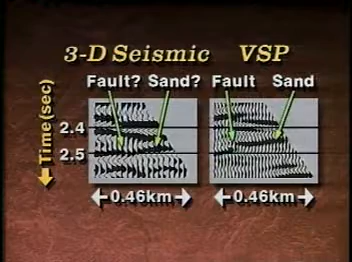 3-D Seismic VSP
Fault? Sand? Fault Sand
Time(sec)
2.4
2.5
0.46km 0.46km